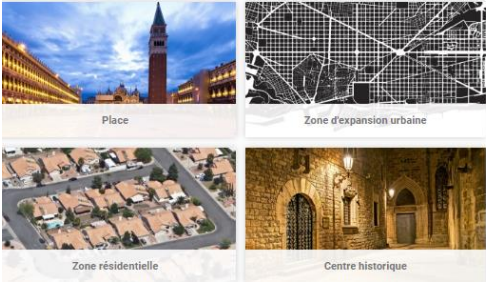 Place
Zone d'expansion urbaine
Zone résidentielle
Centre historique